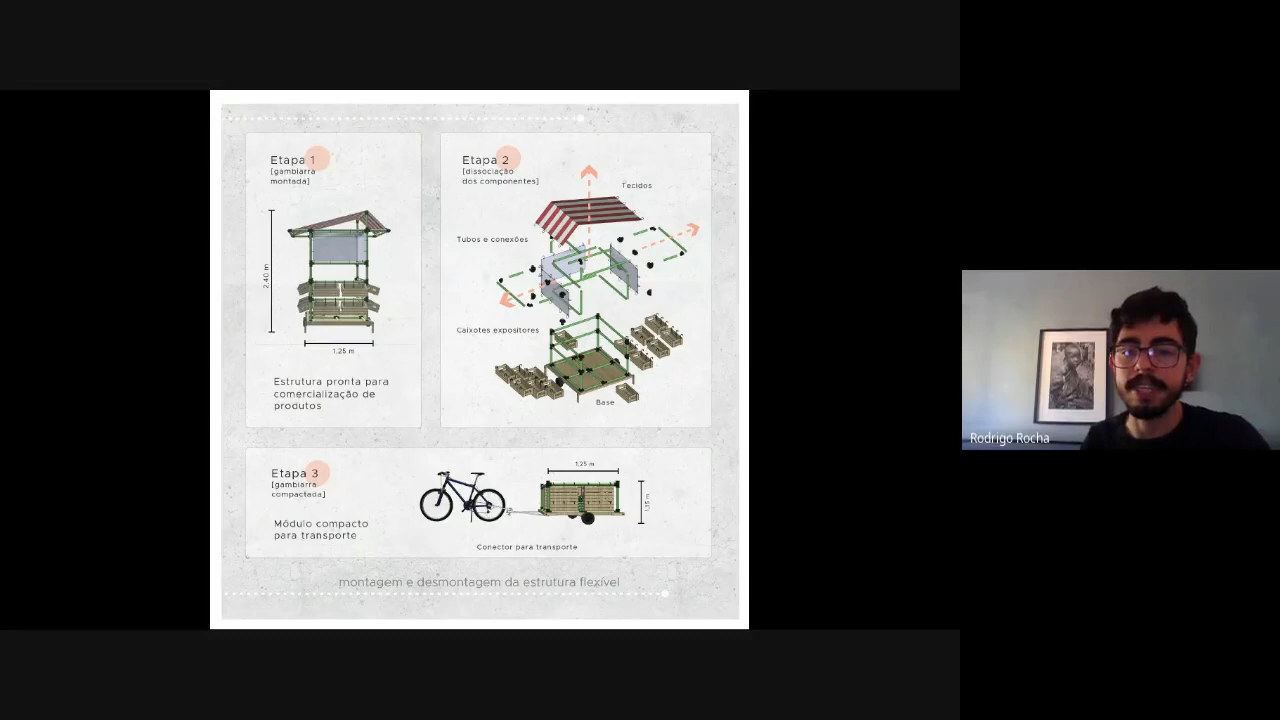 Etapa 1
[gambiarra
montada]
2,40 m
1,25 m
Estrutura pronta para
comercialização de
produtos
Etapa 2
[dissociação
dos componentes]
Tecidos
Tubos e conexões
Caixotes expositores
Base
Etapa 3
[gambiarra
compactada]
Módulo compacto
para transporte
1,25 m
Conector para transporte
montagem e desmontagem da estrutura flexível
Rodrigo Rocha